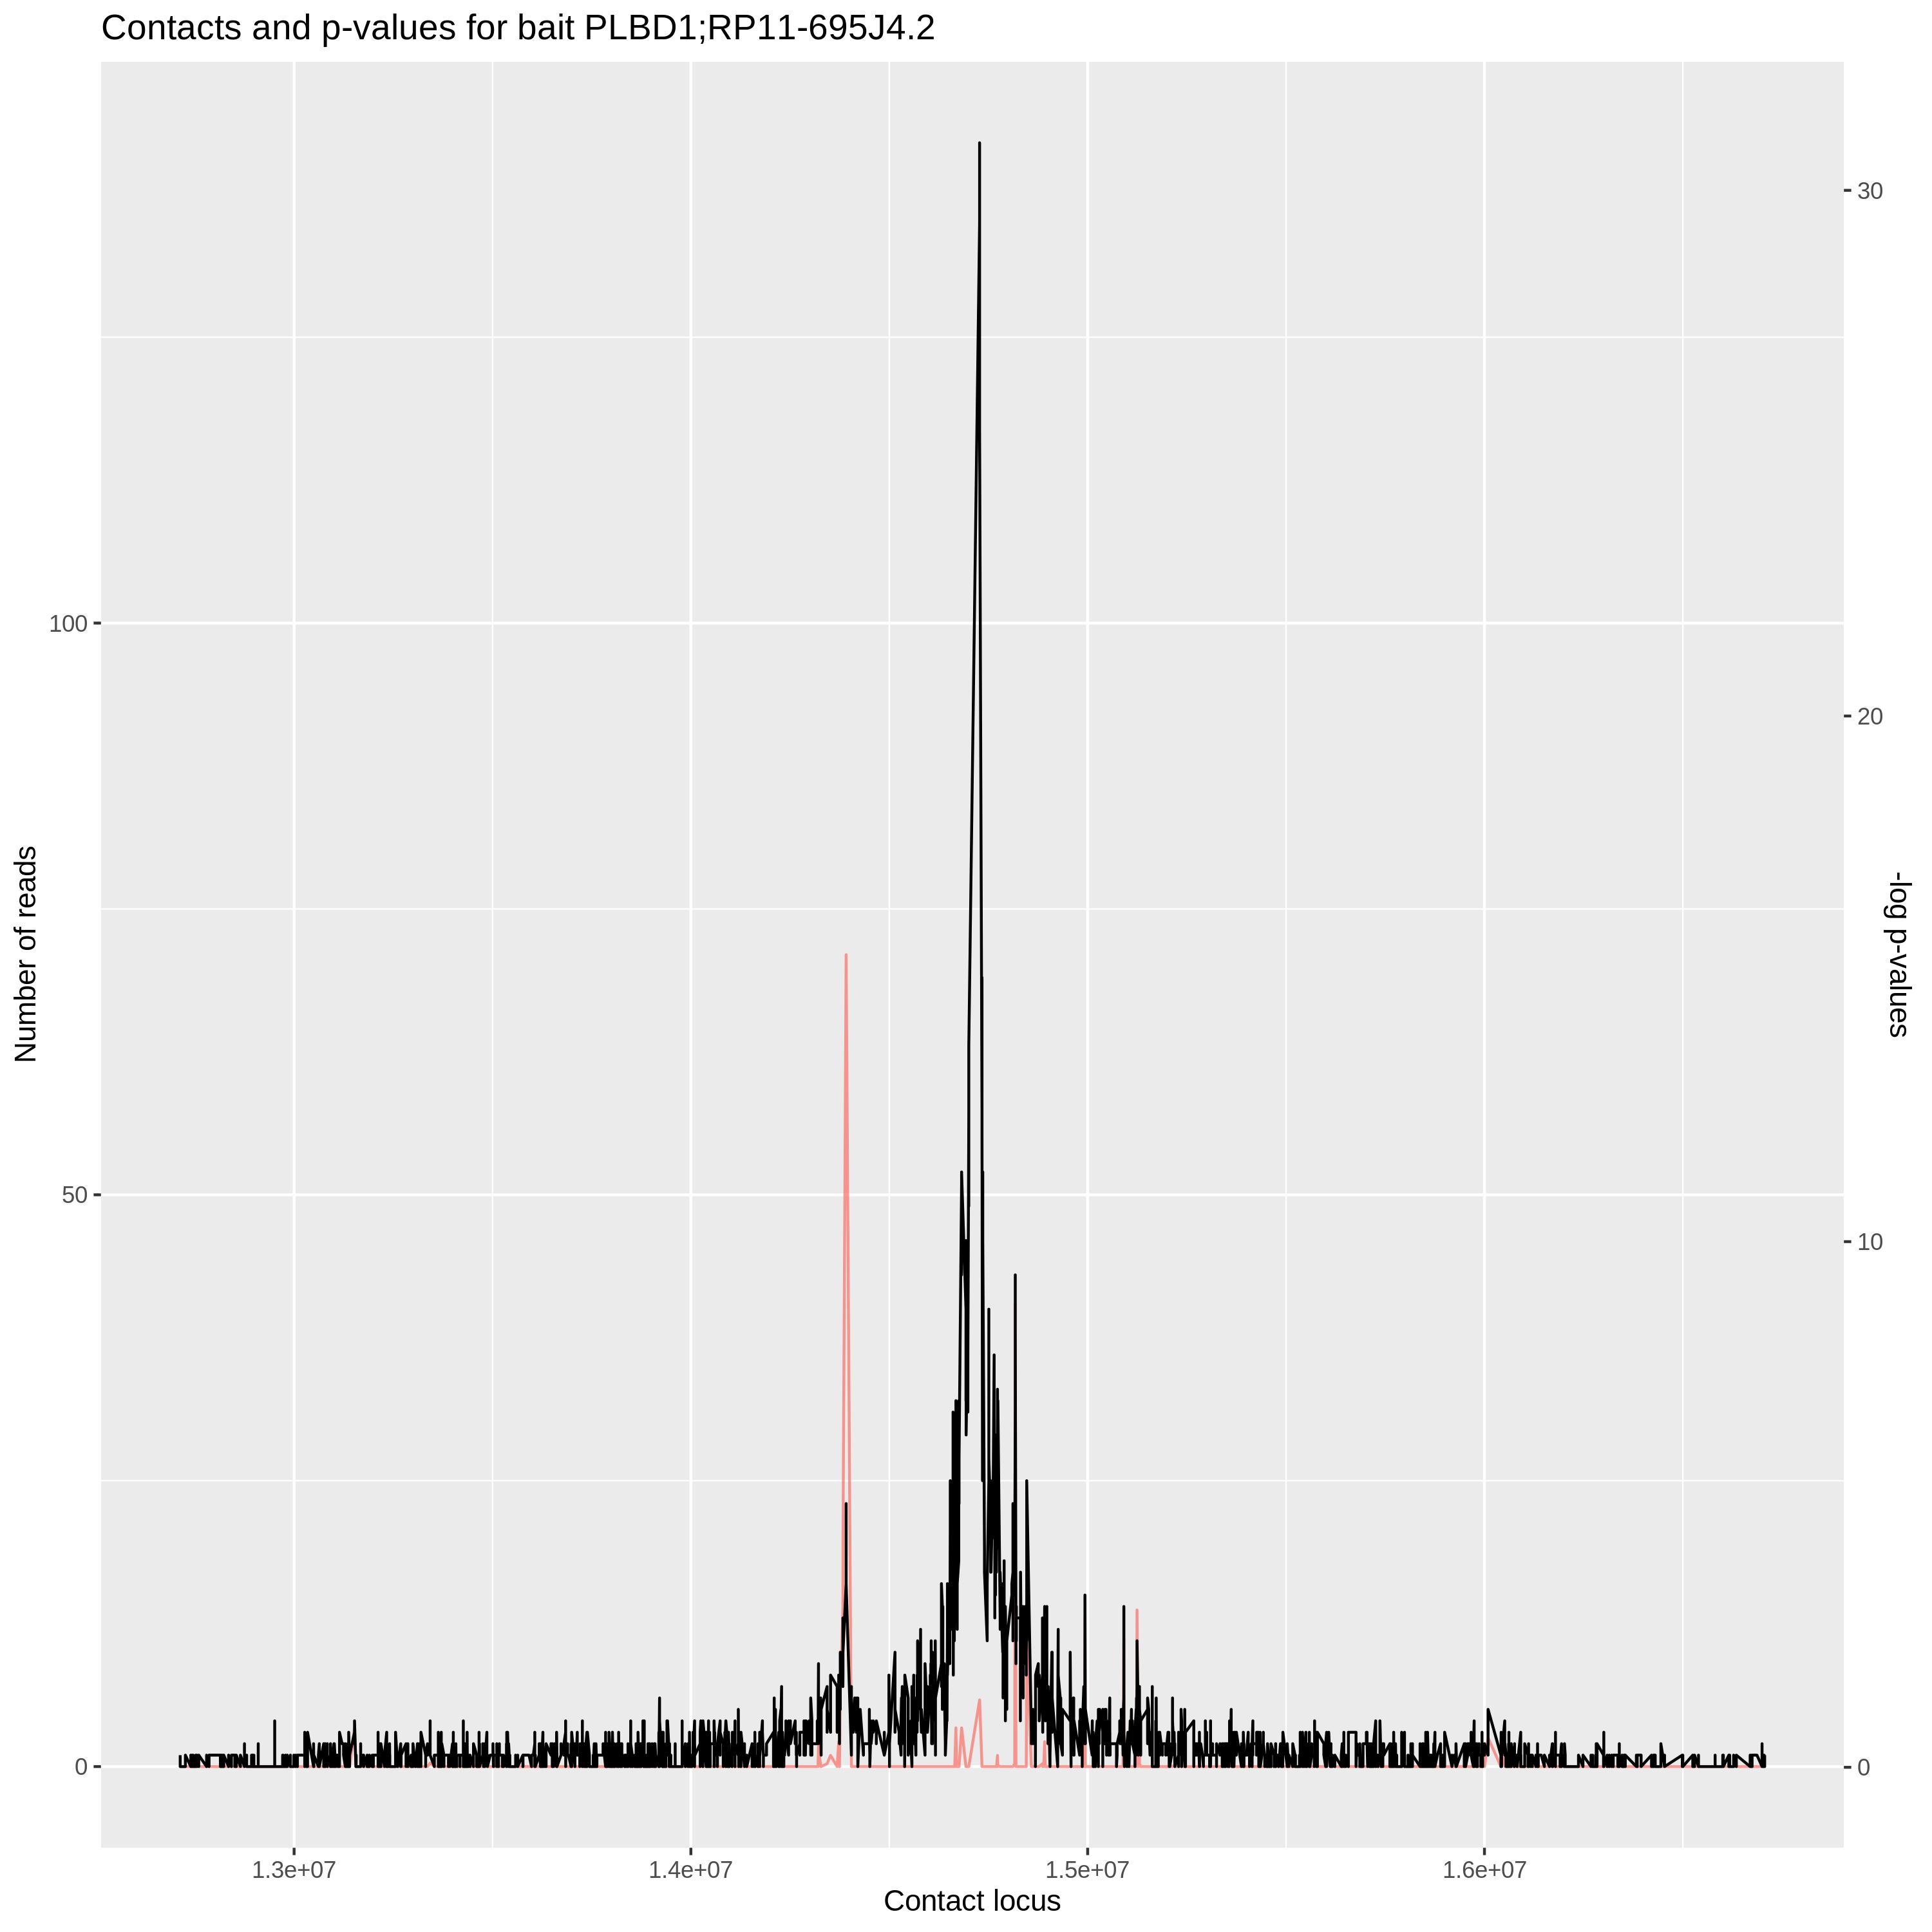 Contacts and p-values for bait PLBD1;RP11-695J4.2
Number of reads
100
50
0
30
20
10
0
-log p-values
1.3e+07
1.4e+07
1.5e+07
1.6e+07
Contact locus